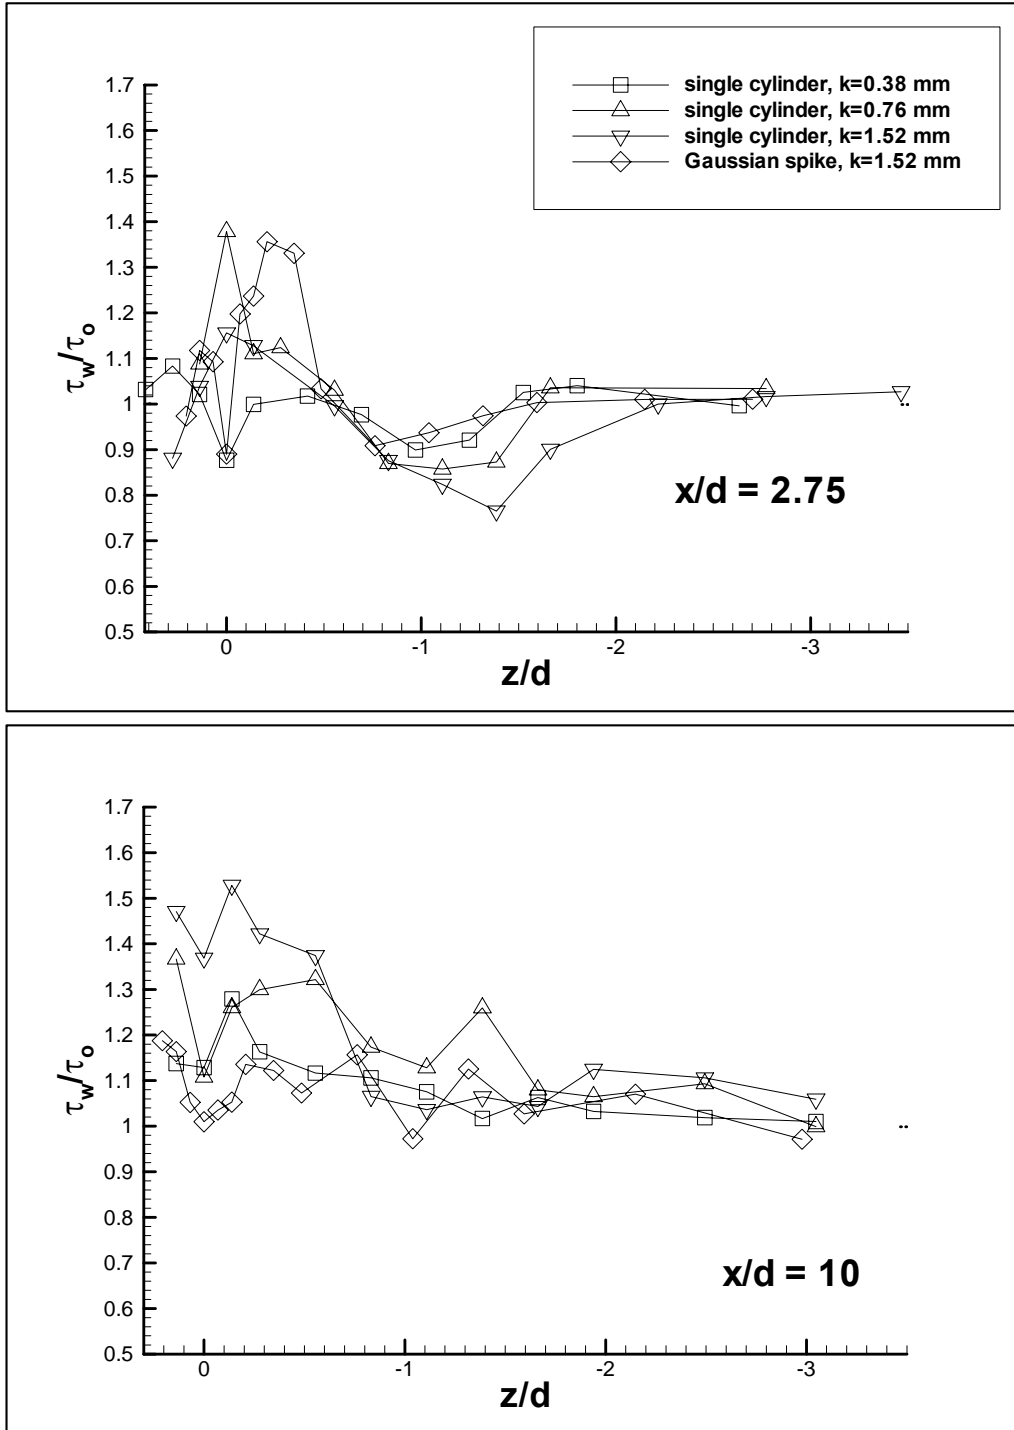 single cylinder, k=0.38 mm
single cylinder, k=0.76 mm
single cylinder, k=1.52 mm
Gaussian spike, k=1.52 mm
1.7
1.6
1.5
1.4
1.3
1.2
1.1
1
0.9
0.8
0.7
0.6
0.5
τw/τo
x/d = 2.75
0 -1 -2 -3
z/d
1.7
1.6
1.5
1.4
1.3
1.2
1.1
1
0.9
0.8
0.7
0.6
0.5
τw/τo
x/d = 10
0 -1 -2 -3
z/d